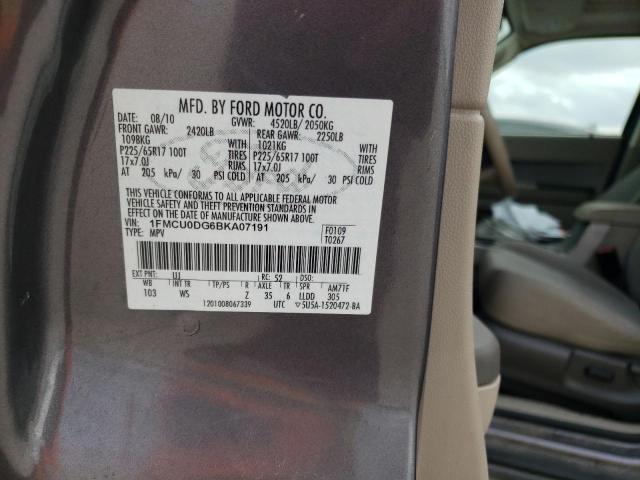 MFD. BY FORD MOTOR CO.
DATE: 08/10 GVWR: 4520LB/ 2050KG
FRONT GAWR: 2420LB REAR GAWR: 2250LB
1098KG 1021KG
P225/65R17 100T TIRES P225/65R17 100T
17x7.0J RIMS 17x7.0J
AT 205 kPa/ 30 PSI COLD AT 205 kPa/ 30 PSI COLD
TIRES
RIMS
THIS VEHICLE CONFORMS TO ALL APPLICABLE FEDERAL MOTOR
VEHICLE SAFETY AND THEFT PREVENTION STANDARDS IN
EFFECT ON THE DATE OF MANUFACTURE SHOWN ABOVE.
VIN: 1FMCU0DG6BKA07191
TYPE: MPV
F0109
T0267
EXT PNT: UJ RC: 52 DSO:
WB INT TR TP/PS R AXLE TR SPR AM71F
103 WS Z 35 6 LLDD 305
1201008067339 UTC ▽5U5A-1520472-BA